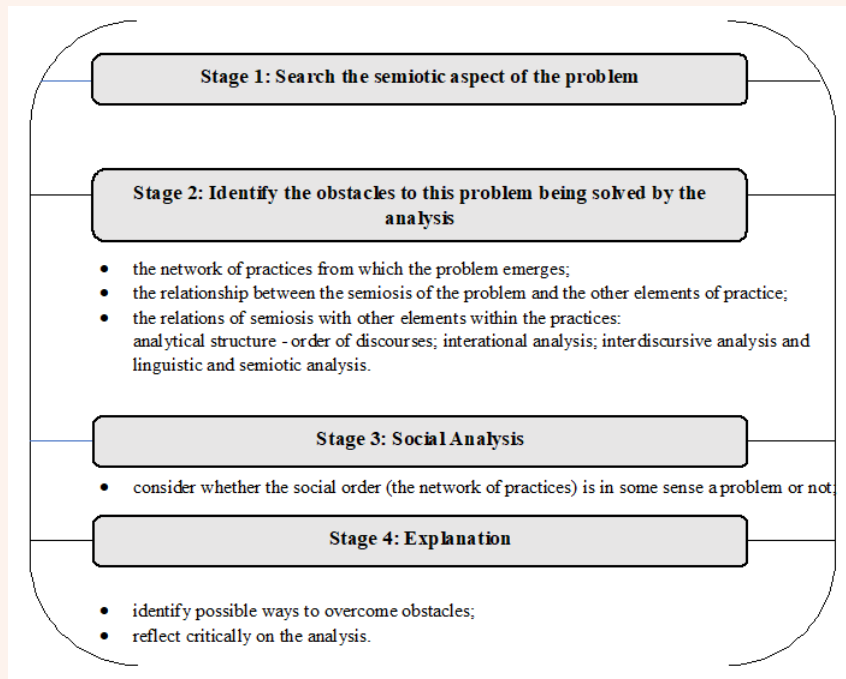 Stage 1: Search the semiotic aspect of the problem
Stage 2: Identify the obstacles to this problem being solved by the
analysis
• the network of practices from which the problem emerges;
• the relationship between the semiosis of the problem and the other elements of practice;
• the relations of semiosis with other elements within the practices:
analytical structure - order of discourses; interational analysis; interdiscursive analysis and
linguistic and semiotic analysis.
Stage 3: Social Analysis
• consider whether the social order (the network of practices) is in some sense a problem or not;
Stage 4: Explanation
• identify possible ways to overcome obstacles;
• reflect critically on the analysis.